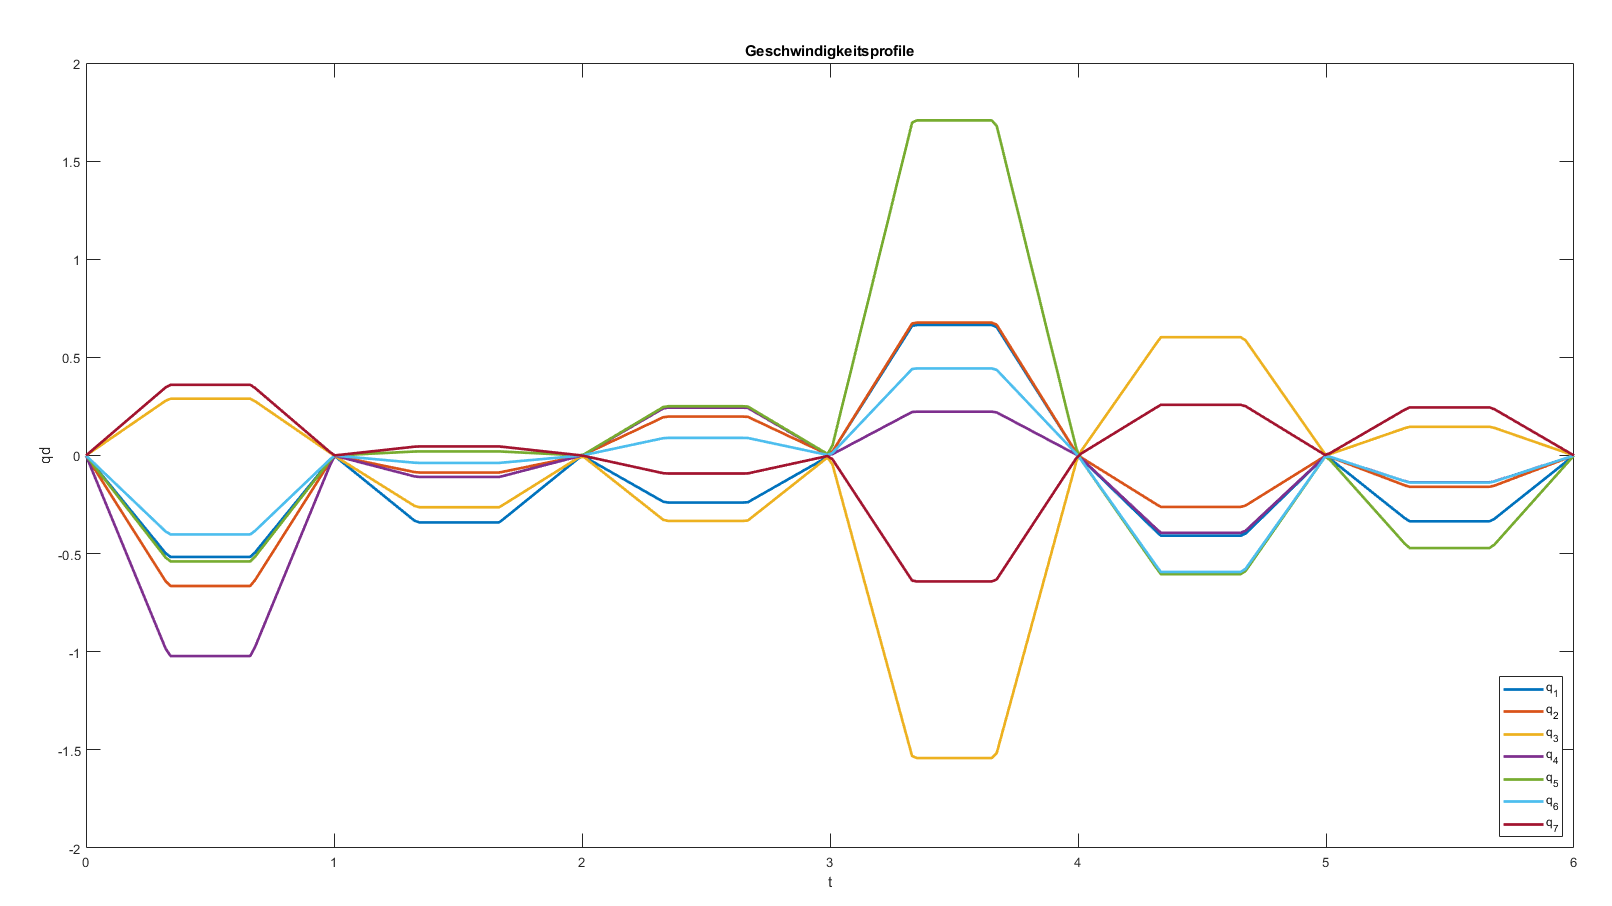 Geschwindigkeitsprofile
2
1.5
1
0.5
0
-0.5
-1
-1.5
-2
qd
0 1 2 3 4 5 6
t
q1
q2
q3
q4
q5
q6
q7